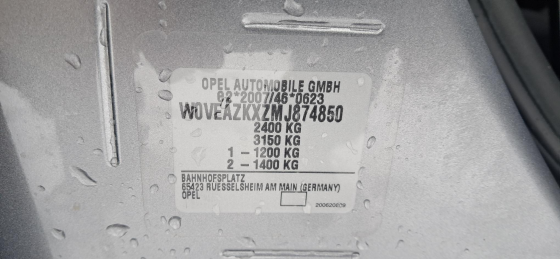 OPEL AUTOMOBILE GMBH
02*2007/46*0623
W0VEAZKXZMJ874850
2400 KG
3150 KG
1 - 1200 KG
2 - 1400 KG
BAHNHOFSPLATZ
65423 RUESSELSHEIM AM MAIN (GERMANY)
OPEL